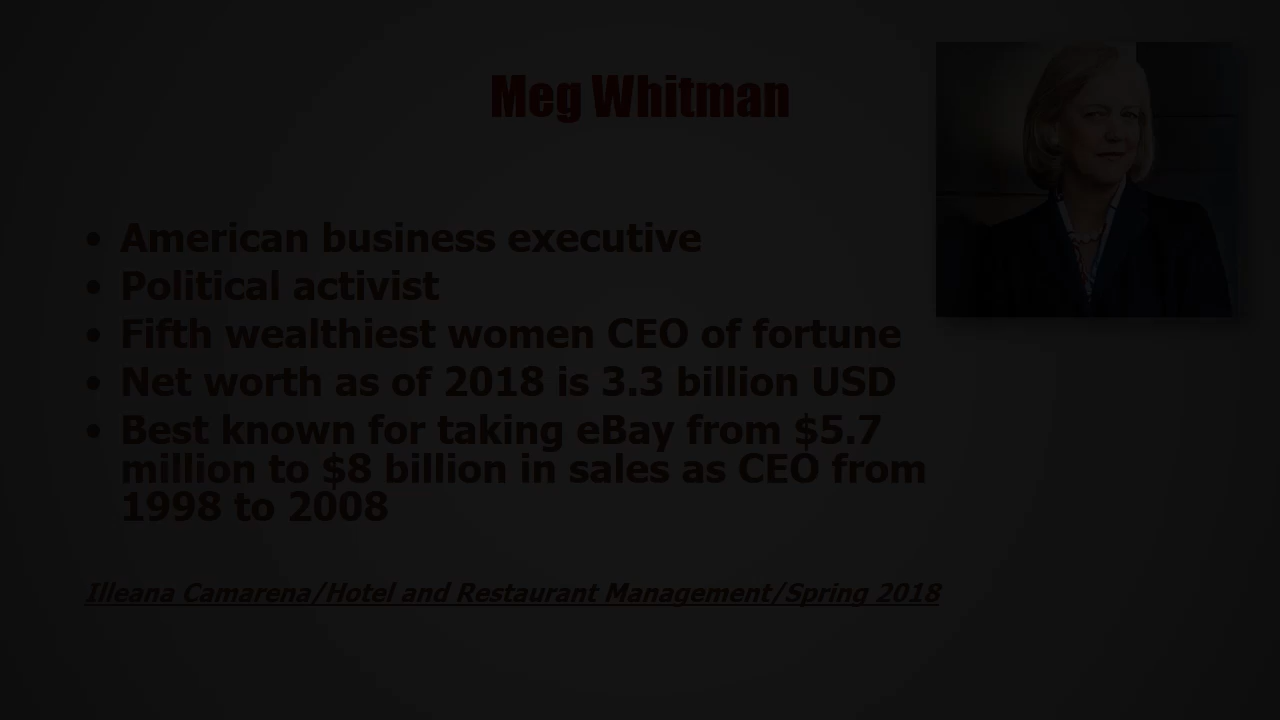 Meg Whitman
• American business executive
• Political activist
• Fifth wealthiest women CEO of fortune
• Net worth as of 2018 is 3.3 billion USD
• Best known for taking eBay from $5.7
million to $8 billion in sales as CEO from
1998 to 2008
Illeana Camarena/Hotel and Restaurant Management/Spring 2018